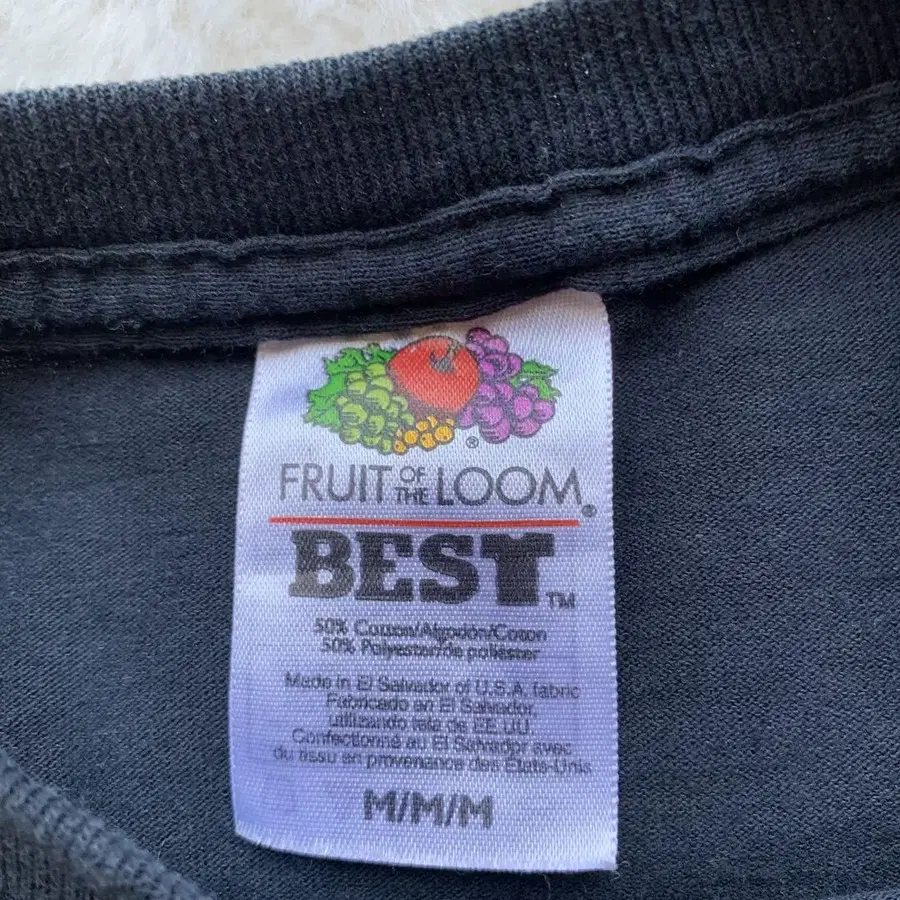 ®
FRUIT OF THE LOOM®
BEST™
50% Cotton/Algodón/Coton
50% Polyester/de poliéster
Made in El Salvador of U.S.A. fabric
Fabricado en El Salvador,
utilizando tela de EE.UU.
Confectionné au El Salvador avec
du tissu en provenance des États-Unis
M/M/M